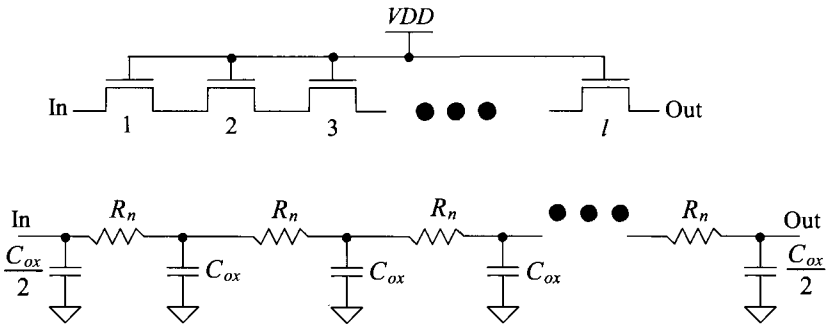 VDD
In
Out
1
2
3
l
In
R_n
R_n
R_n
R_n
Out
C_ox/2
C_ox
C_ox
C_ox
C_ox/2